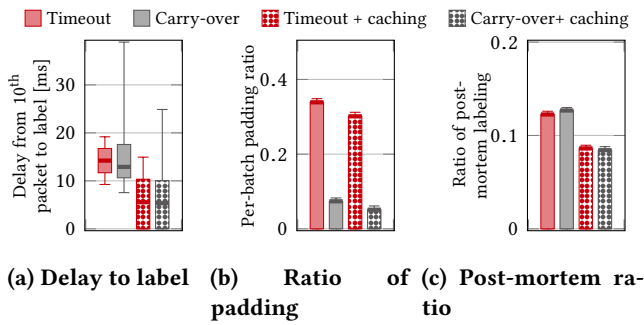 Timeout Carry-over Timeout + caching Carry-over+ caching
Delay from 10th
packet to label [ms]
30
20
10
0
Per-batch padding ratio
0.4
0.2
0
Ratio of post-
mortem labeling
0.2
0.1
0
(a) Delay to label
(b) Ratio of
padding
(c) Post-mortem ra-
tio